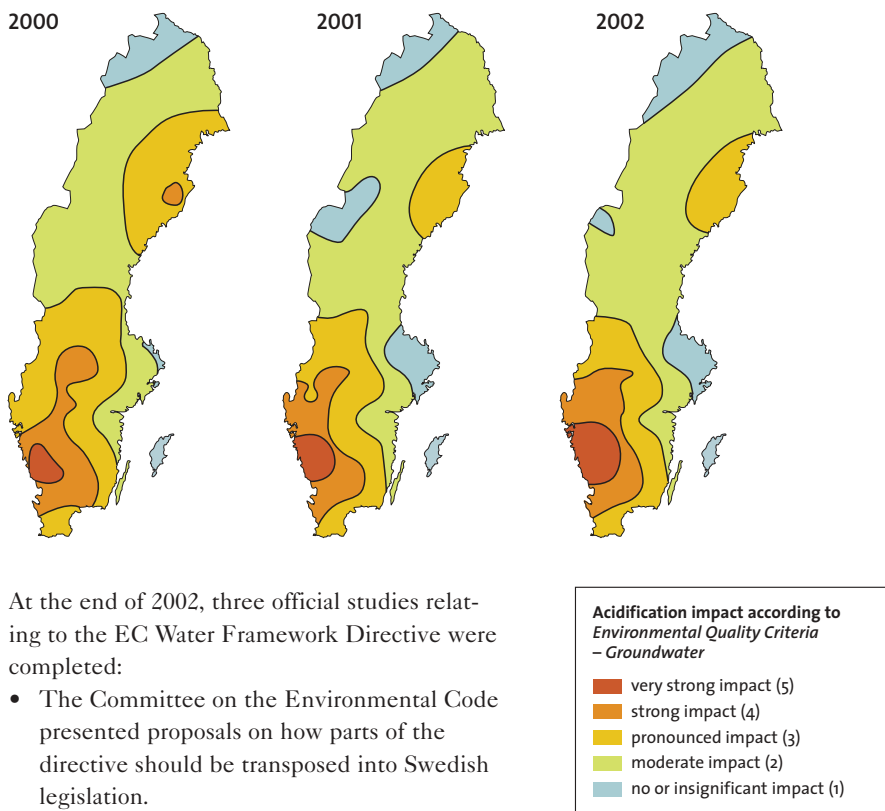 2000
2001
2002
At the end of 2002, three official studies relat-
ing to the EC Water Framework Directive were
completed:
• The Committee on the Environmental Code
presented proposals on how parts of the
directive should be transposed into Swedish
legislation.
Acidification impact according to
Environmental Quality Criteria
– Groundwater
very strong impact (5)
strong impact (4)
pronounced impact (3)
moderate impact (2)
no or insignificant impact (1)